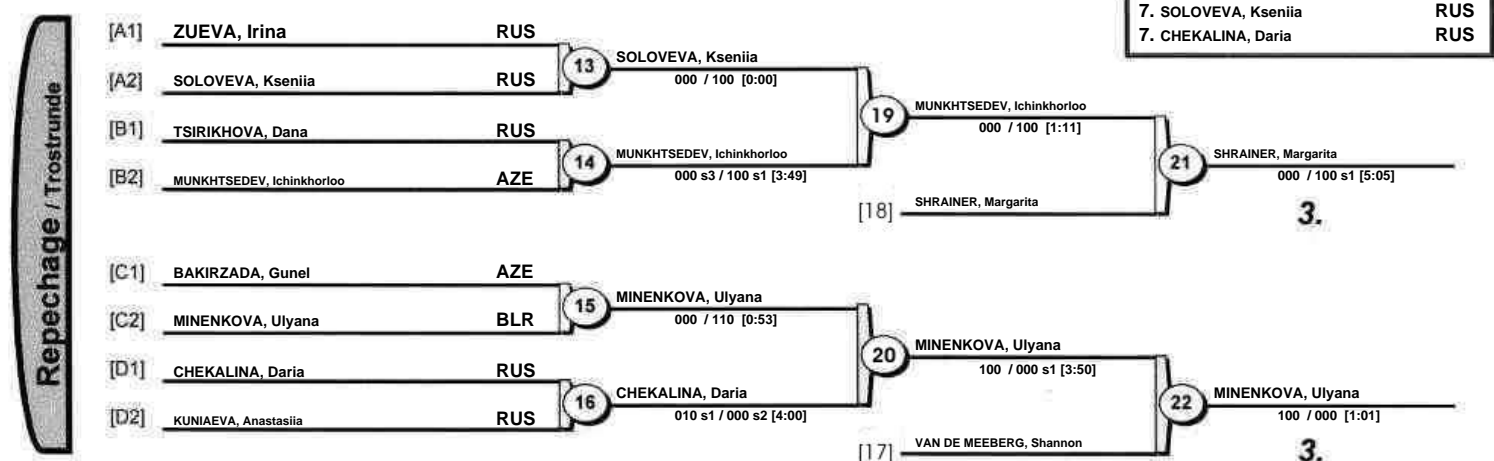 7. SOLOVEVA, Kseniia RUS
7. CHEKALINA, Daria RUS
Repechage / Trostrunde
[A1] ZUEVA, Irina RUS
[A2] SOLOVEVA, Kseniia RUS
13 SOLOVEVA, Kseniia
000 / 100 [0:00]
[B1] TSIRIKHOVA, Dana RUS
[B2] MUNKHTSEDEV, Ichinkhorloo AZE
14 MUNKHTSEDEV, Ichinkhorloo
000 s3 / 100 s1 [3:49]
19 MUNKHTSEDEV, Ichinkhorloo
000 / 100 [1:11]
[18] SHRAINER, Margarita
21 SHRAINER, Margarita
000 / 100 s1 [5:05]
3.
[C1] BAKIRZADA, Gunel AZE
[C2] MINENKOVA, Ulyana BLR
15 MINENKOVA, Ulyana
000 / 110 [0:53]
[D1] CHEKALINA, Daria RUS
[D2] KUNIAEVA, Anastasiia RUS
16 CHEKALINA, Daria
010 s1 / 000 s2 [4:00]
20 MINENKOVA, Ulyana
100 / 000 s1 [3:50]
[17] VAN DE MEEBERG, Shannon
22 MINENKOVA, Ulyana
100 / 000 [1:01]
3.